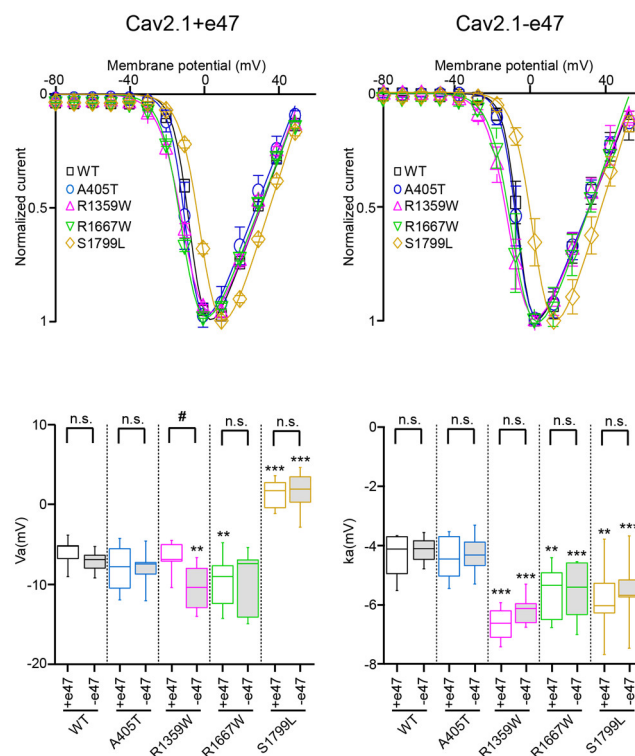 Cav2.1+e47
Cav2.1-e47
Membrane potential (mV)
-80 -40 0 40
0
0.5
1
Normalized current
WT
A405T
R1359W
R1667W
S1799L
Membrane potential (mV)
-80 -40 0 40
0
0.5
1
Normalized current
WT
A405T
R1359W
R1667W
S1799L
10
0
-10
-20
Va(mV)
n.s. n.s. # n.s. n.s.
** ** *** ***
+e47 -e47 +e47 -e47 +e47 -e47 +e47 -e47 +e47 -e47
WT A405T R1359W R1667W S1799L
0
-2
-4
-6
-8
ka(mV)
n.s. n.s. n.s. n.s. n.s.
*** *** ** *** ** ***
+e47 -e47 +e47 -e47 +e47 -e47 +e47 -e47 +e47 -e47
WT A405T R1359W R1667W S1799L